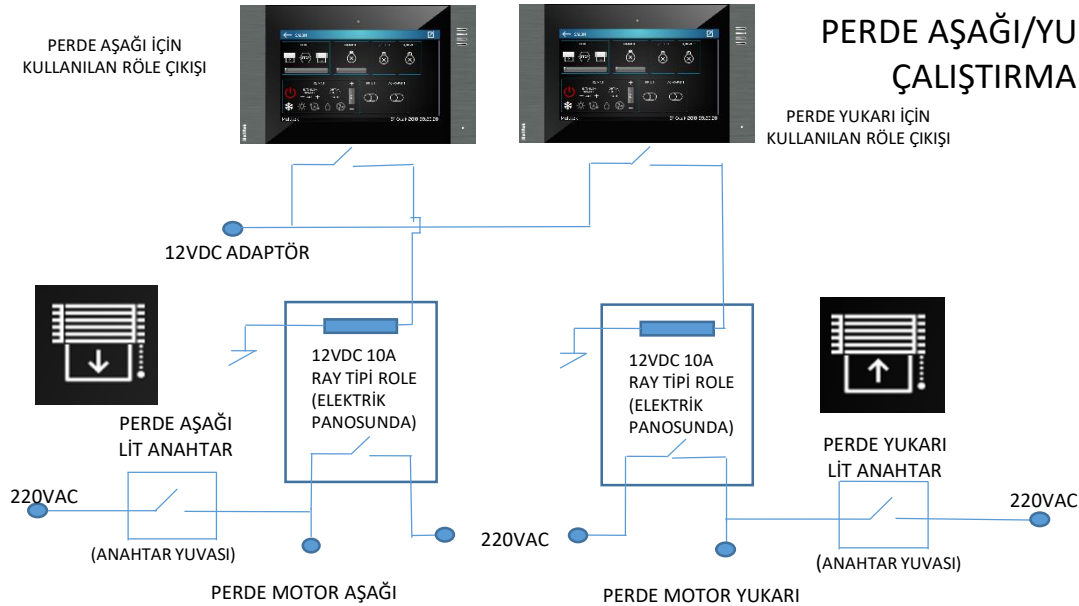 PERDE AŞAĞI/YU
ÇALIŞTIRMA
PERDE AŞAĞI İÇİN
KULLANILAN RÖLE ÇIKIŞI
PERDE YUKARI İÇİN
KULLANILAN RÖLE ÇIKIŞI
SALON
12VDC ADAPTÖR
12VDC 10A
RAY TİPİ ROLE
(ELEKTRİK
PANOSUNDA)
12VDC 10A
RAY TİPİ ROLE
(ELEKTRİK
PANOSUNDA)
PERDE AŞAĞI
LİT ANAHTAR
PERDE YUKARI
LİT ANAHTAR
220VAC
220VAC
220VAC
(ANAHTAR YUVASI)
(ANAHTAR YUVASI)
PERDE MOTOR AŞAĞI
PERDE MOTOR YUKARI